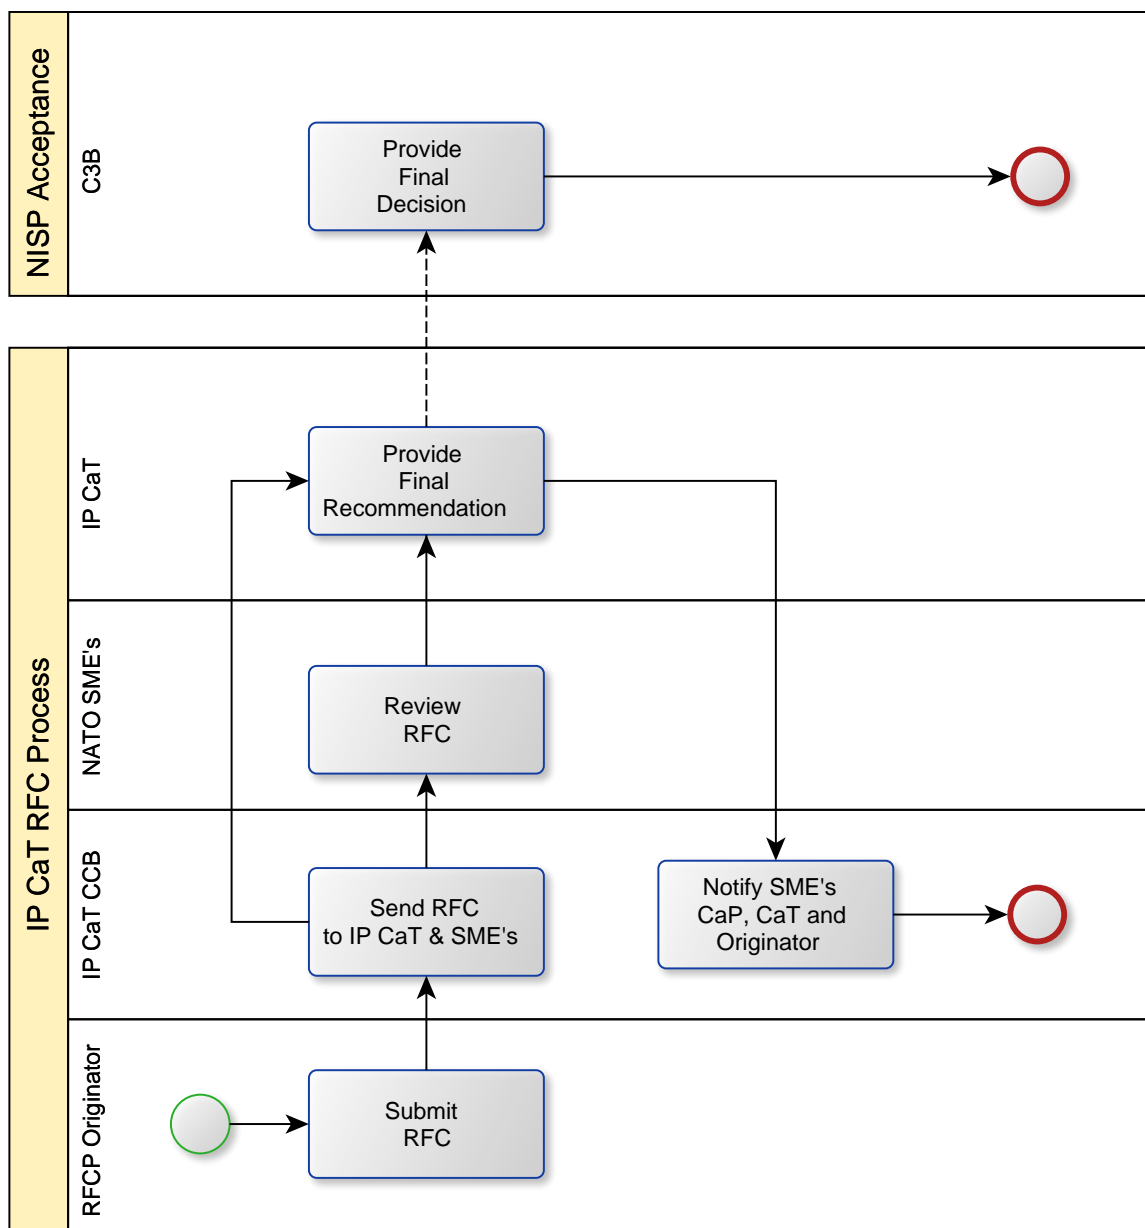 NISP Acceptance
C3B
Provide
Final
Decision
IP CaT RFC Process
IP CaT
Provide
Final
Recommendation
NATO SME's
Review
RFC
IP CaT CCB
Send RFC
to IP CaT & SME's
Notify SME's
CaP, CaT and
Originator
RFCP Originator
Submit
RFC